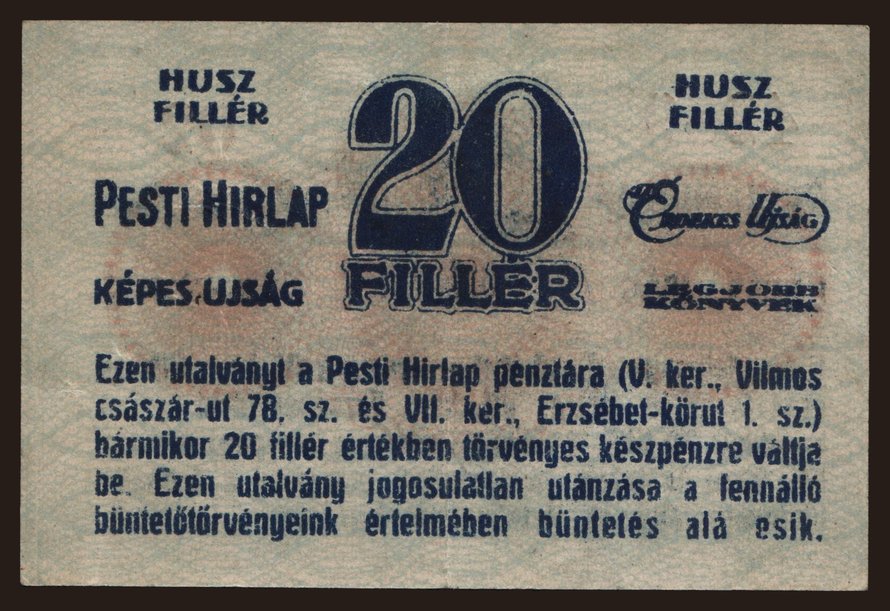 HUSZ
FILLÉR
20
FILLÉR
HUSZ
FILLÉR
PESTI HIRLAP
KÉPES UJSÁG
AZ ÉRDEKES UJSÁG
LEGJOBB
KÖNYVEK
Ezen utalványt a Pesti Hirlap pénztára (V. ker., Vilmos
császár-ut 78. sz. és VII. ker., Erzsébet-körut 1. sz.)
bármikor 20 fillér értékben törvényes készpénzre váltja
be. Ezen utalvány jogosulatlan utánzása a fennálló
büntetőtörvényeink értelmében büntetés alá esik.